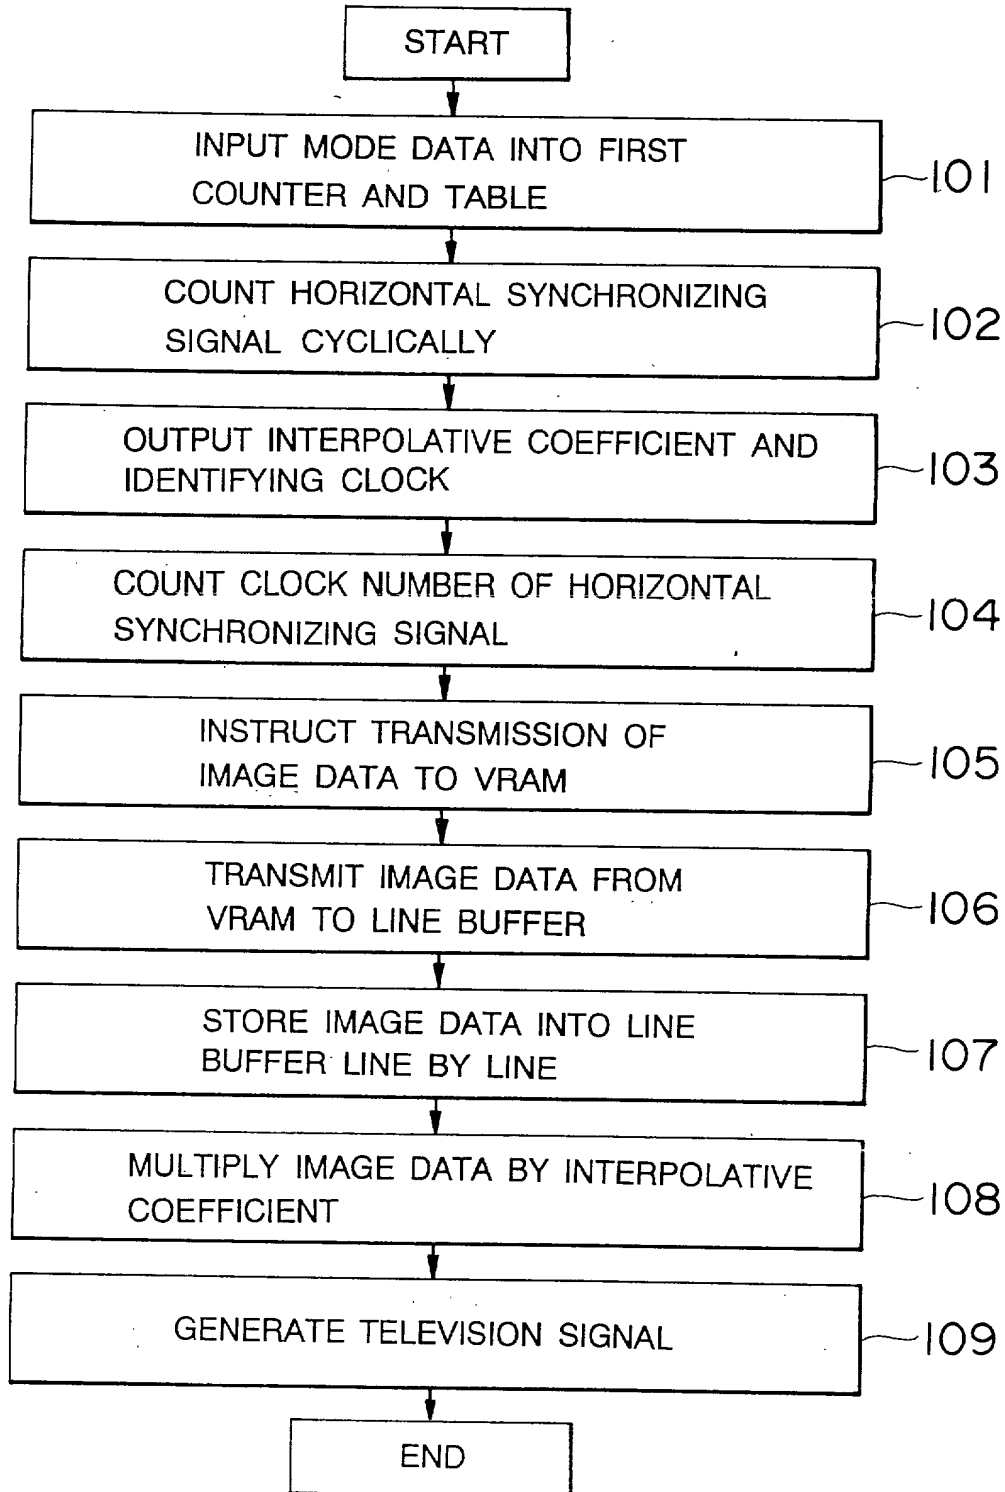 START
INPUT MODE DATA INTO FIRST
COUNTER AND TABLE
101
COUNT HORIZONTAL SYNCHRONIZING
SIGNAL CYCLICALLY
102
OUTPUT INTERPOLATIVE COEFFICIENT AND
IDENTIFYING CLOCK
103
COUNT CLOCK NUMBER OF HORIZONTAL
SYNCHRONIZING SIGNAL
104
INSTRUCT TRANSMISSION OF
IMAGE DATA TO VRAM
105
TRANSMIT IMAGE DATA FROM
VRAM TO LINE BUFFER
106
STORE IMAGE DATA INTO LINE
BUFFER LINE BY LINE
107
MULTIPLY IMAGE DATA BY INTERPOLATIVE
COEFFICIENT
108
GENERATE TELEVISION SIGNAL
109
END